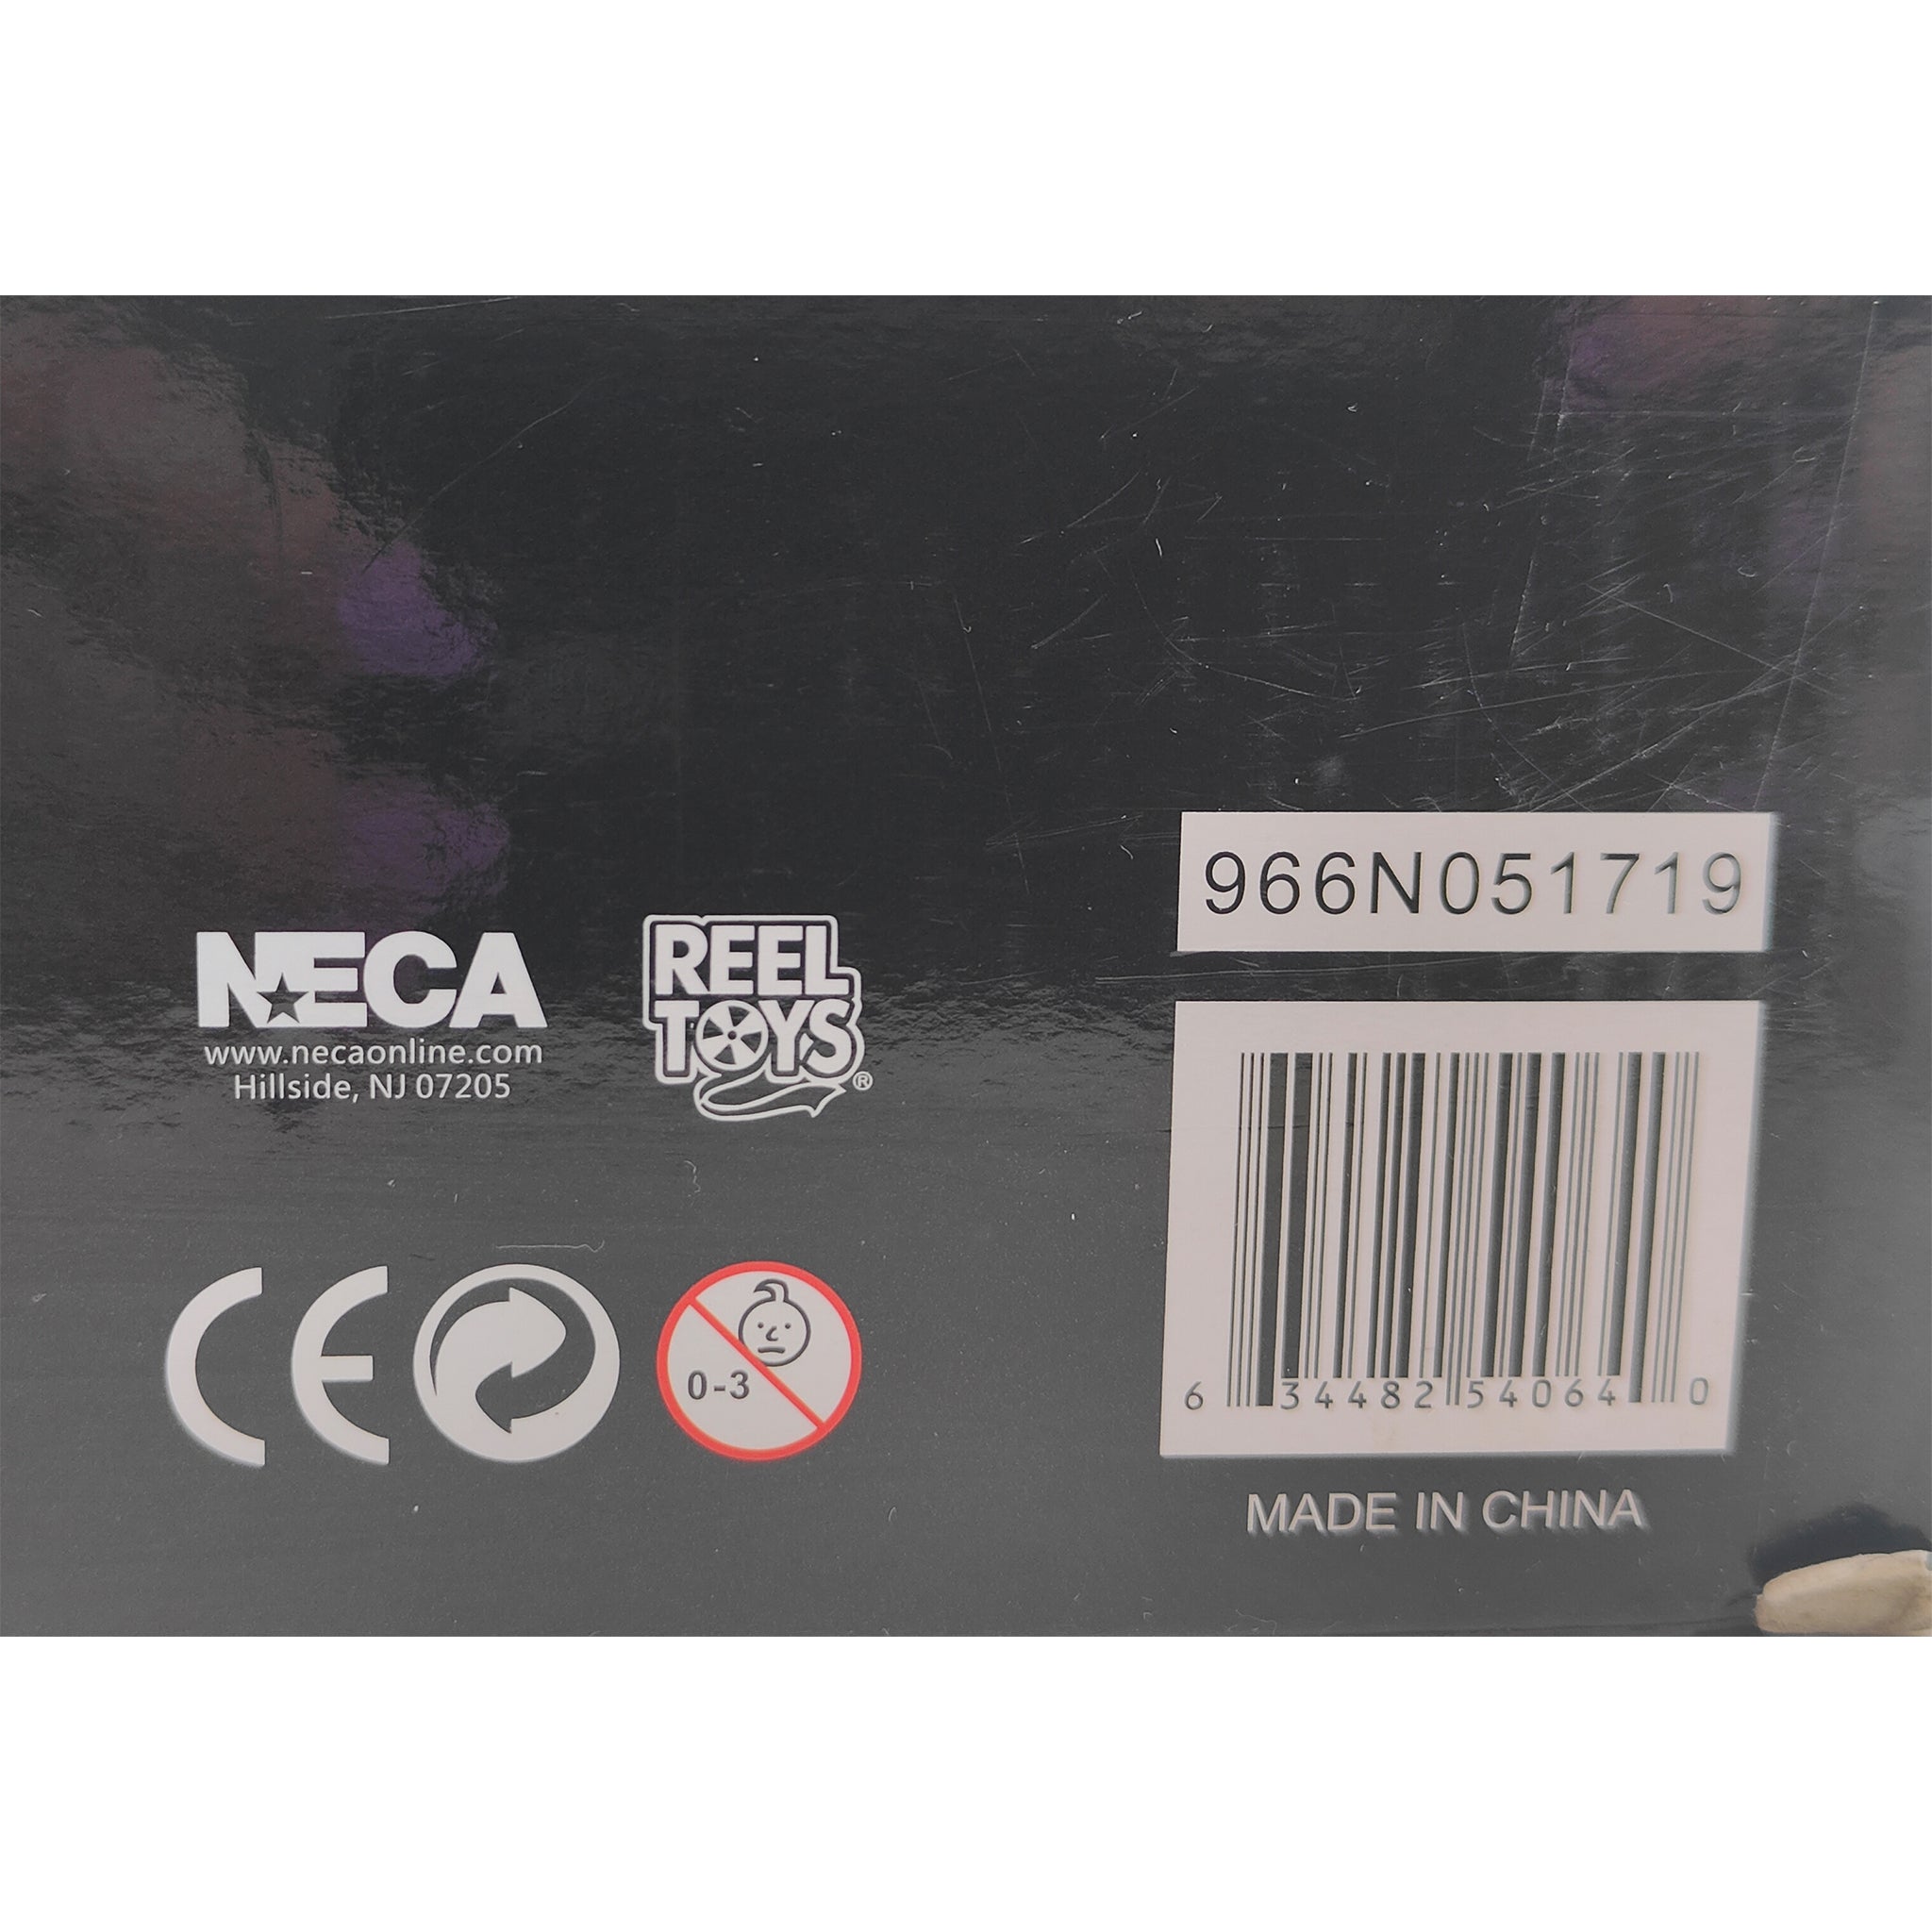 966N051719
NECA
www.necaonline.com
Hillside, NJ 07205
REEL
TOYS
®
CE
0-3
6 34482 54064 0
MADE IN CHINA